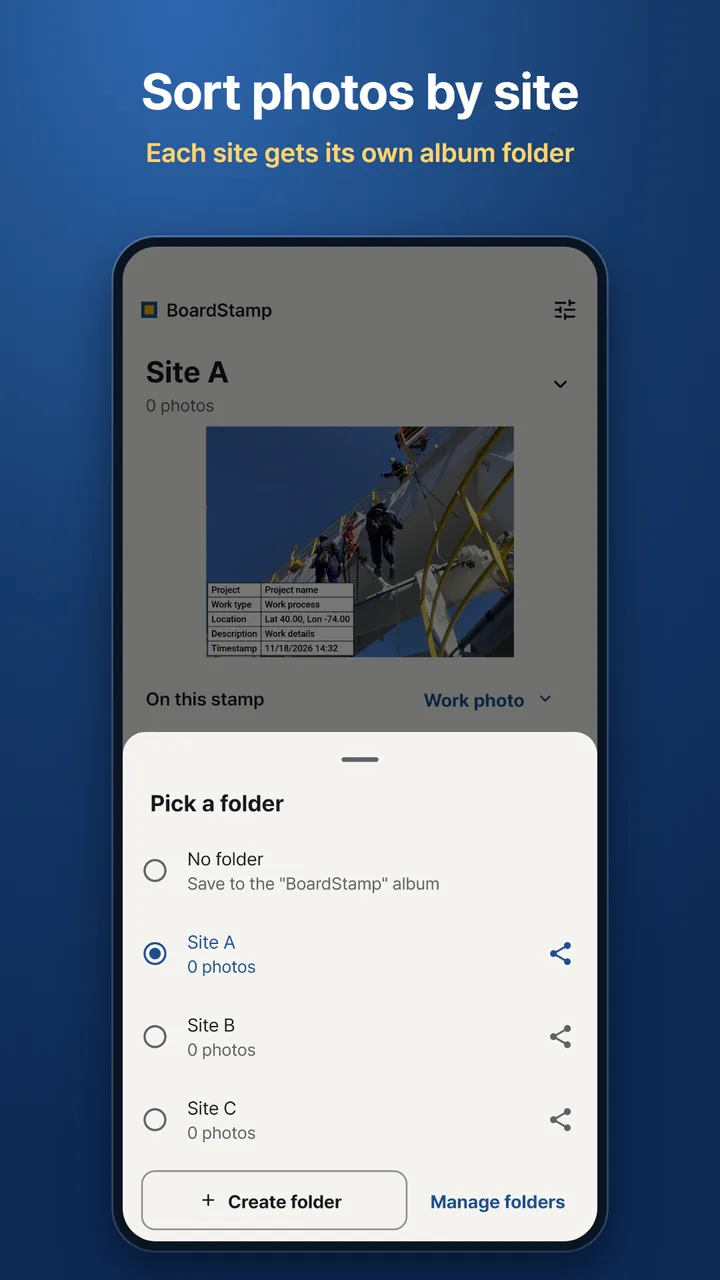 Sort photos by site
Each site gets its own album folder
BoardStamp
Site A
0 photos
Project Project name
Work type Work process
Location Lat 40.00, Lon -74.00
Description Work details
Timestamp 11/18/2026 14:32
On this stamp Work photo
Pick a folder
No folder
Save to the "BoardStamp" album
Site A
0 photos
Site B
0 photos
Site C
0 photos
+ Create folder Manage folders